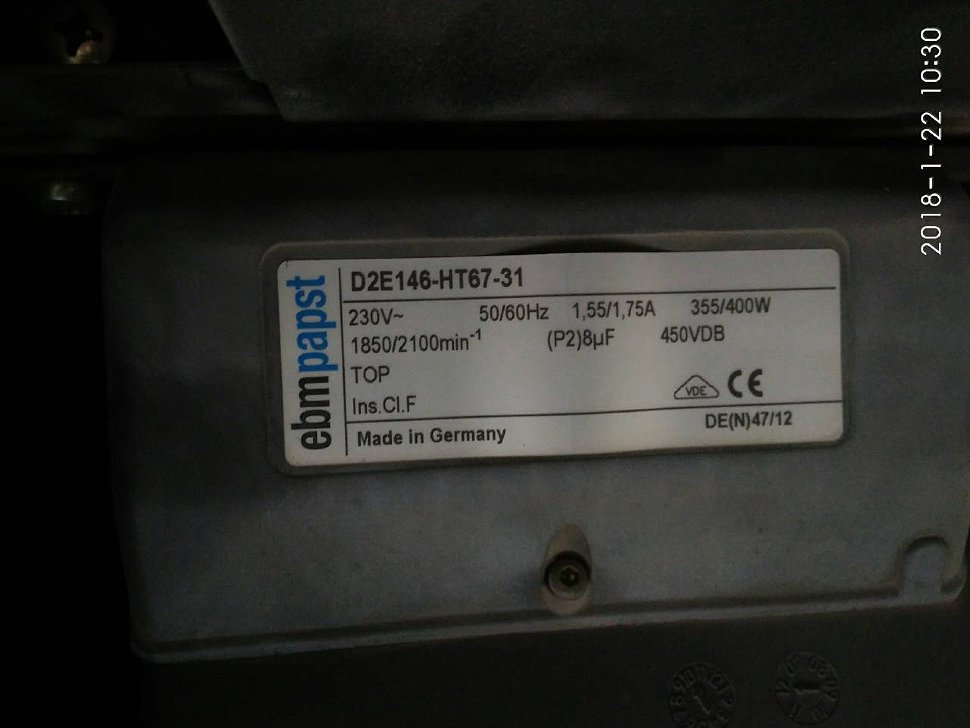 ebmpapst
D2E146-HT67-31
230V~ 50/60Hz 1,55/1,75A 355/400W
1850/2100min⁻¹ (P2)8µF 450VDB
TOP
Ins.Cl.F
VDE CE
Made in Germany DE(N)47/12
2018-1-22 10:30